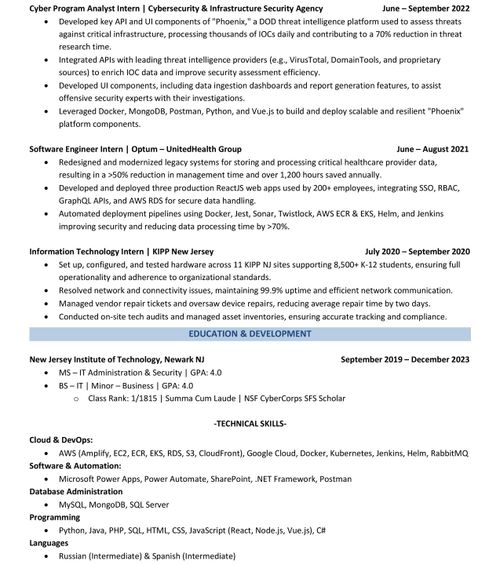 Cyber Program Analyst Intern | Cybersecurity & Infrastructure Security Agency June – September 2022
• Developed key API and UI components of "Phoenix," a DOD threat intelligence platform used to assess threats
against critical infrastructure, processing thousands of IOCs daily and contributing to a 70% reduction in threat
research time.
• Integrated APIs with leading threat intelligence providers (e.g., VirusTotal, DomainTools, and proprietary
sources) to enrich IOC data and improve security assessment efficiency.
• Developed UI components, including data ingestion dashboards and report generation features, to assist
offensive security experts with their investigations.
• Leveraged Docker, MongoDB, Postman, Python, and Vue.js to build and deploy scalable and resilient "Phoenix"
platform components.
Software Engineer Intern | Optum – UnitedHealth Group June – August 2021
• Redesigned and modernized legacy systems for storing and processing critical healthcare provider data,
resulting in a >50% reduction in management time and over 1,200 hours saved annually.
• Developed and deployed three production ReactJS web apps used by 200+ employees, integrating SSO, RBAC,
GraphQL APIs, and AWS RDS for secure data handling.
• Automated deployment pipelines using Docker, Jest, Sonar, Twistlock, AWS ECR & EKS, Helm, and Jenkins
improving security and reducing data processing time by >70%.
Information Technology Intern | KIPP New Jersey July 2020 – September 2020
• Set up, configured, and tested hardware across 11 KIPP NJ sites supporting 8,500+ K-12 students, ensuring full
operationality and adherence to organizational standards.
• Resolved network and connectivity issues, maintaining 99.9% uptime and efficient network communication.
• Managed vendor repair tickets and oversaw device repairs, reducing average repair time by two days.
• Conducted on-site tech audits and managed asset inventories, ensuring accurate tracking and compliance.
EDUCATION & DEVELOPMENT
New Jersey Institute of Technology, Newark NJ September 2019 – December 2023
• MS – IT Administration & Security | GPA: 4.0
• BS – IT | Minor – Business | GPA: 4.0
o Class Rank: 1/1815 | Summa Cum Laude | NSF CyberCorps SFS Scholar
-TECHNICAL SKILLS-
Cloud & DevOps:
• AWS (Amplify, EC2, ECR, EKS, RDS, S3, CloudFront), Google Cloud, Docker, Kubernetes, Jenkins, Helm, RabbitMQ
Software & Automation:
• Microsoft Power Apps, Power Automate, SharePoint, .NET Framework, Postman
Database Administration
• MySQL, MongoDB, SQL Server
Programming
• Python, Java, PHP, SQL, HTML, CSS, JavaScript (React, Node.js, Vue.js), C#
Languages
• Russian (Intermediate) & Spanish (Intermediate)